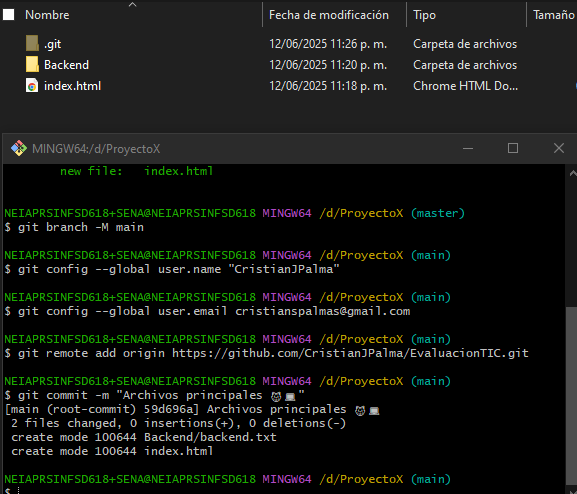 Nombre Fecha de modificación Tipo Tamaño
.git 12/06/2025 11:26 p. m. Carpeta de archivos
Backend 12/06/2025 11:20 p. m. Carpeta de archivos
index.html 12/06/2025 11:18 p. m. Chrome HTML Do...
MINGW64:/d/ProyectoX
new file: index.html
NEIAPRSINFSD618+SENA@NEIAPRSINFSD618 MINGW64 /d/ProyectoX (master)
$ git branch -M main
NEIAPRSINFSD618+SENA@NEIAPRSINFSD618 MINGW64 /d/ProyectoX (main)
$ git config --global user.name "CristianJPalma"
NEIAPRSINFSD618+SENA@NEIAPRSINFSD618 MINGW64 /d/ProyectoX (main)
$ git config --global user.email cristianspalmas@gmail.com
NEIAPRSINFSD618+SENA@NEIAPRSINFSD618 MINGW64 /d/ProyectoX (main)
$ git remote add origin https://github.com/CristianJPalma/EvaluacionTIC.git
NEIAPRSINFSD618+SENA@NEIAPRSINFSD618 MINGW64 /d/ProyectoX (main)
$ git commit -m "Archivos principales "
[main (root-commit) 59d696a] Archivos principales
2 files changed, 0 insertions(+), 0 deletions(-)
create mode 100644 Backend/backend.txt
create mode 100644 index.html
NEIAPRSINFSD618+SENA@NEIAPRSINFSD618 MINGW64 /d/ProyectoX (main)
$